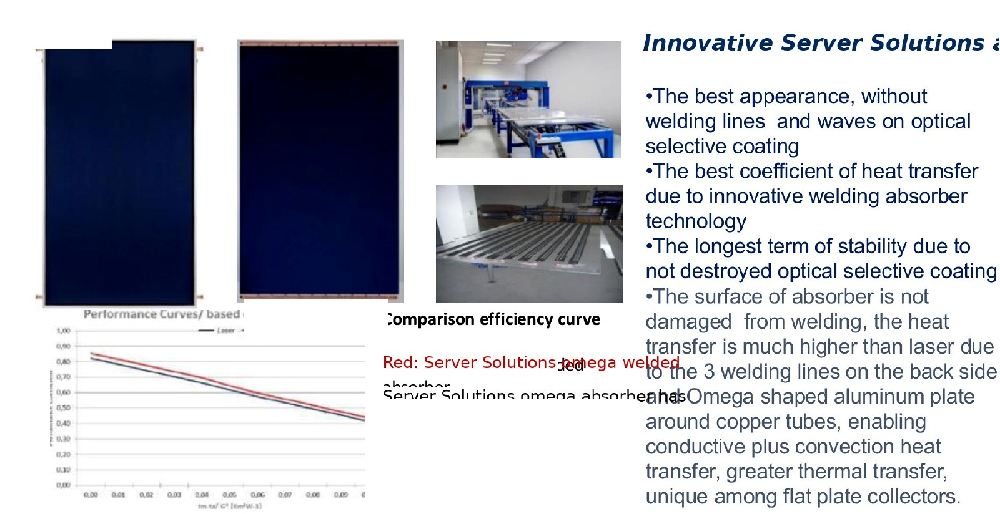 Innovative Server Solutions a
•The best appearance, without
welding lines  and waves on optical
selective coating
•The best coefficient of heat transfer
due to innovative welding absorber
technology
•The longest term of stability due to
not destroyed optical selective coating
•The surface of absorber is not
damaged  from welding, the heat
transfer is much higher than laser due
to the 3 welding lines on the back side
and Omega shaped aluminum plate
around copper tubes, enabling
conductive plus convection heat
transfer, greater thermal transfer,
unique among flat plate collectors.
Performance Curves/ based
Laser
1,00
0,90
0,80
0,70
0,60
0,50
0,40
0,30
0,20
0,10
0,00
0,00 0,01 0,02 0,03 0,04 0,05 0,06 0,07 0,08 0,09
Comparison efficiency curve
Red: Server Solutions omega welded
ded
absorber
Server Solutions omega absorber has